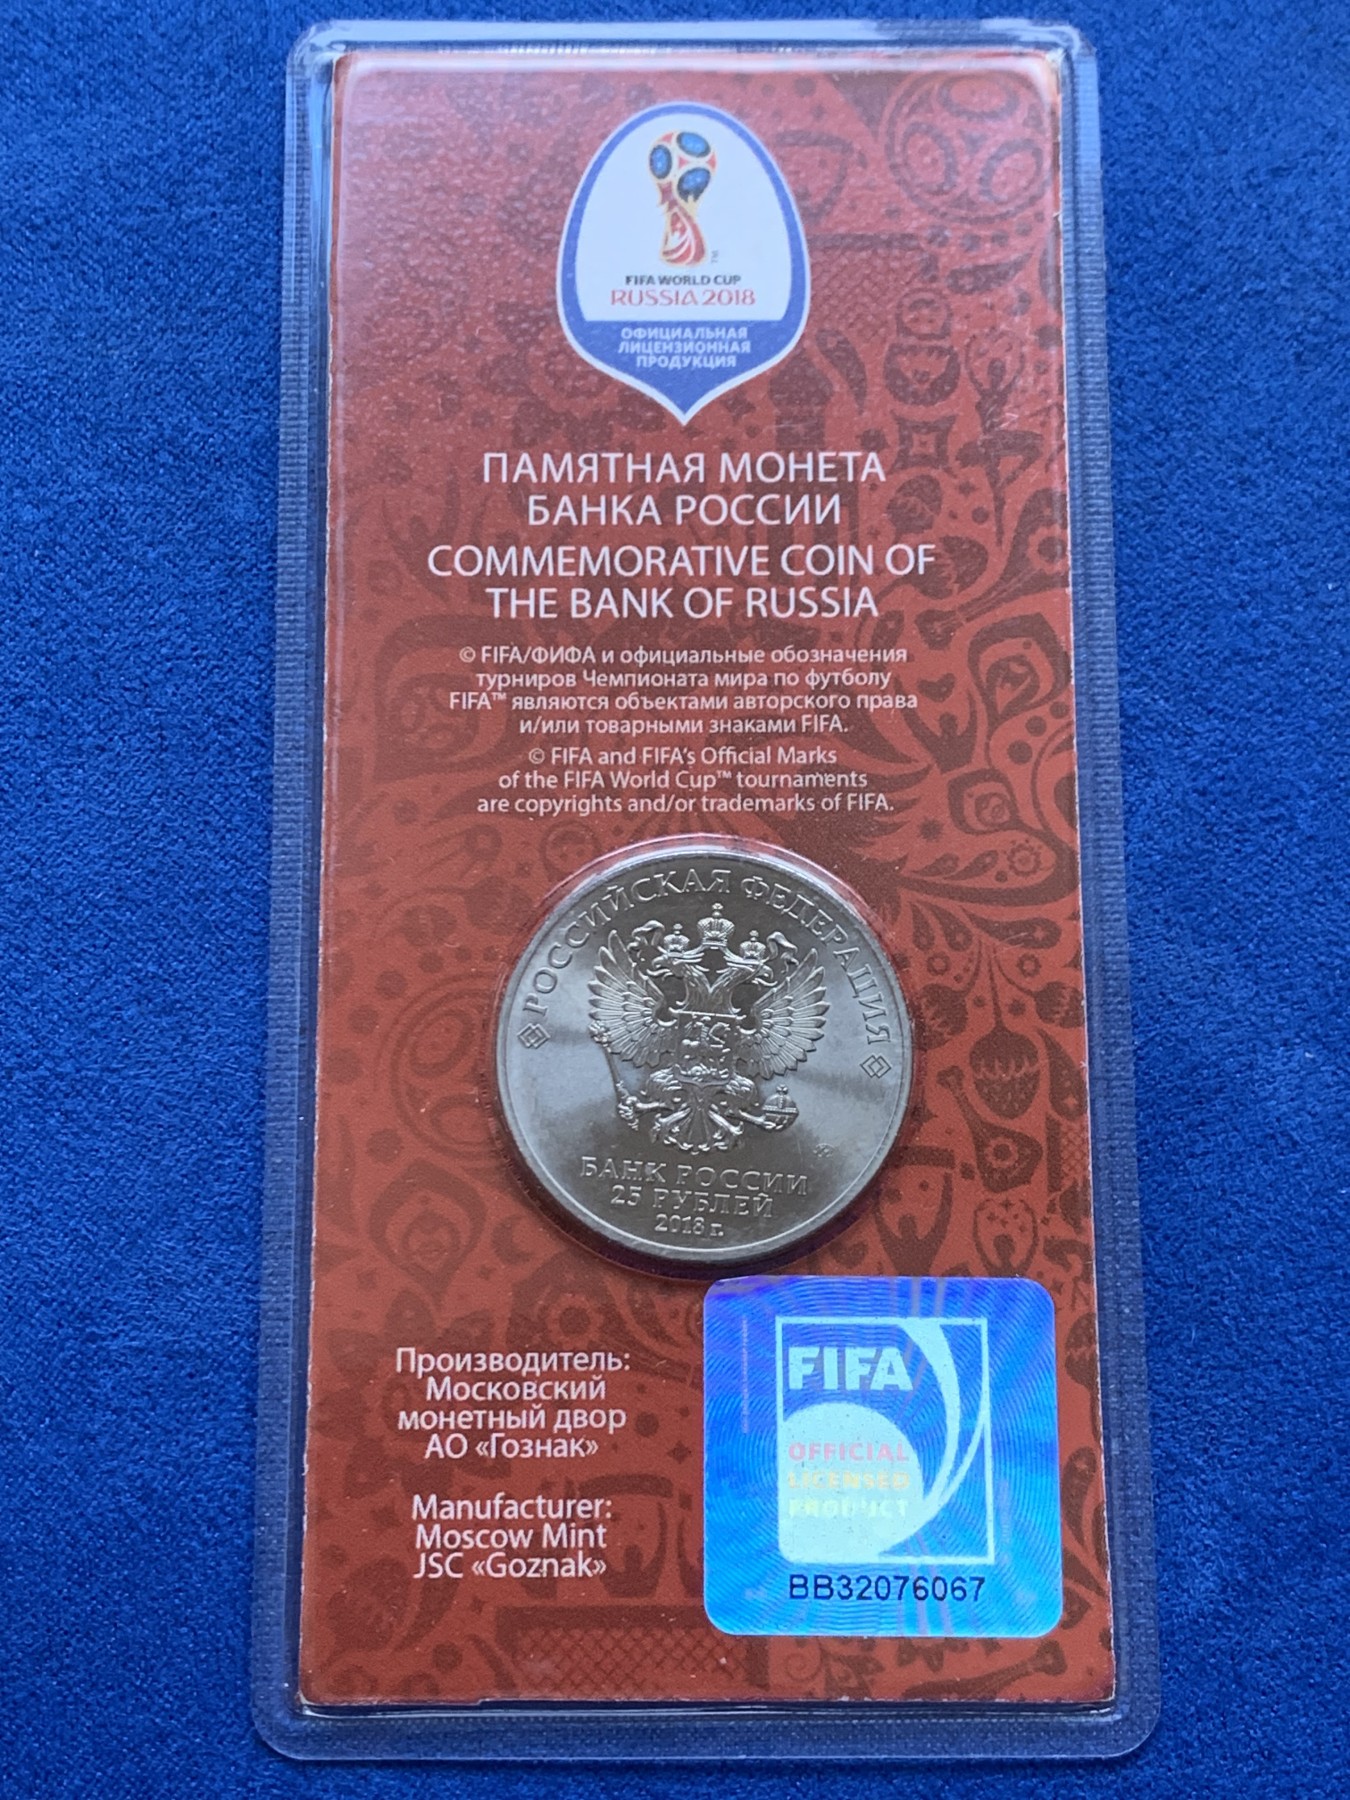 FIFA WORLD CUP
RUSSIA 2018
ОФИЦИАЛЬНАЯ
ЛИЦЕНЗИОННАЯ
ПРОДУКЦИЯ
ПАМЯТНАЯ МОНЕТА
БАНКА РОССИИ
COMMEMORATIVE COIN OF
THE BANK OF RUSSIA
© FIFA/ФИФА и официальные обозначения
турниров Чемпионата мира по футболу
FIFA™ являются объектами авторского права
и/или товарными знаками FIFA.
© FIFA and FIFA's Official Marks
of the FIFA World Cup™ tournaments
are copyrights and/or trademarks of FIFA.
РОССИЙСКАЯ ФЕДЕРАЦИЯ
БАНК РОССИИ
25 РУБЛЕЙ
2018 г.
Производитель:
Московский
монетный двор
АО «Гознак»
Manufacturer:
Moscow Mint
JSC «Goznak»
FIFA
OFFICIAL
LICENSED
PRODUCT
BB32076067